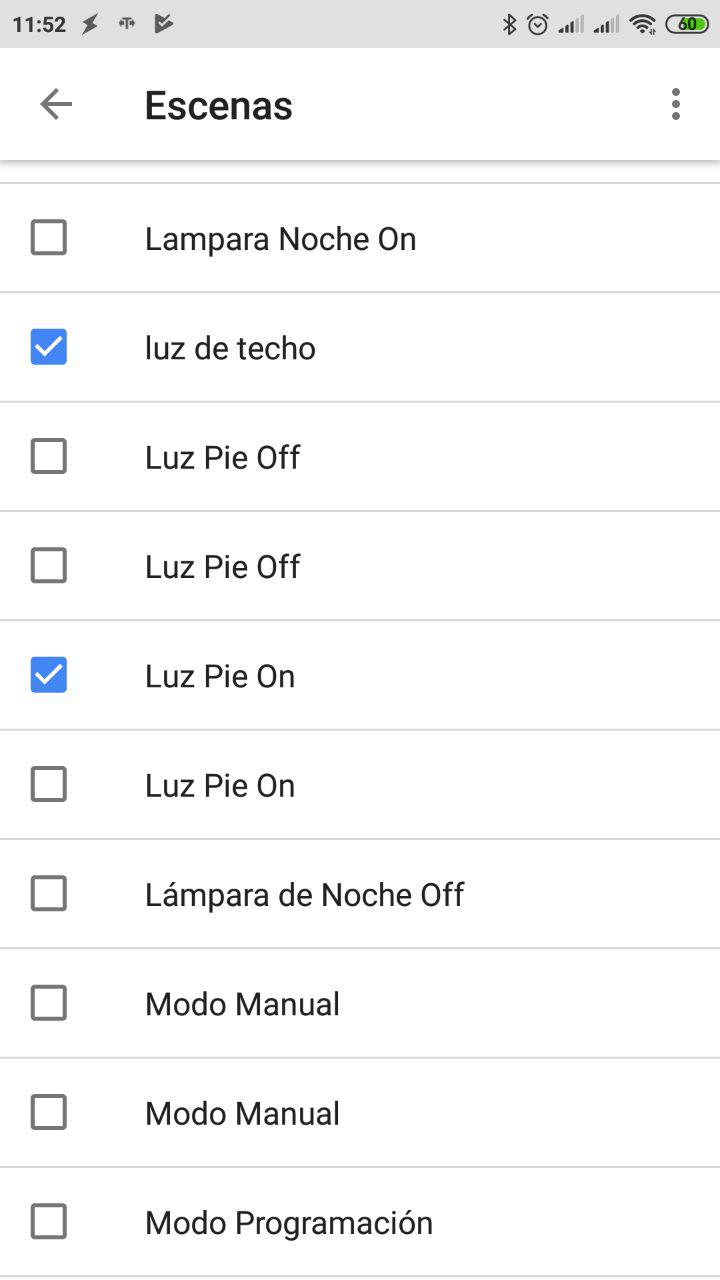 11:52
60
Escenas
Lampara Noche On
luz de techo
Luz Pie Off
Luz Pie Off
Luz Pie On
Luz Pie On
Lámpara de Noche Off
Modo Manual
Modo Manual
Modo Programación